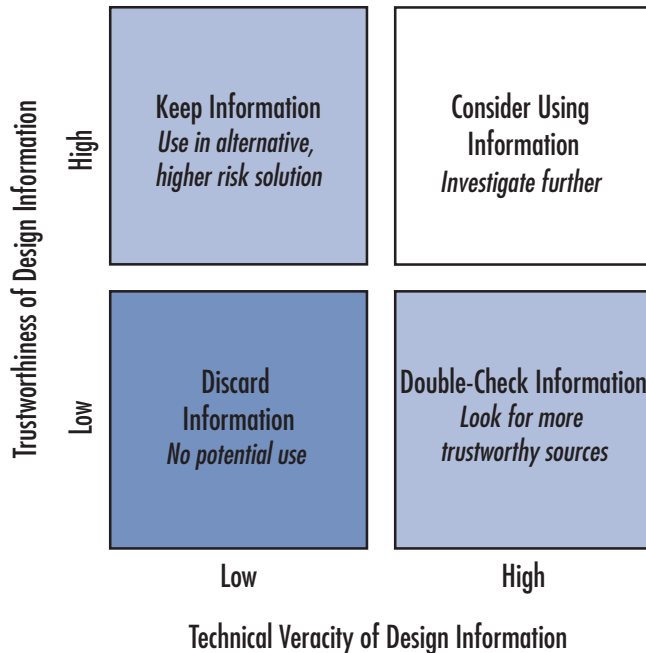 Trustworthiness of Design Information
High
Keep Information
Use in alternative,
higher risk solution
Consider Using
Information
Investigate further
Low
Discard
Information
No potential use
Double-Check Information
Look for more
trustworthy sources
Low
High
Technical Veracity of Design Information